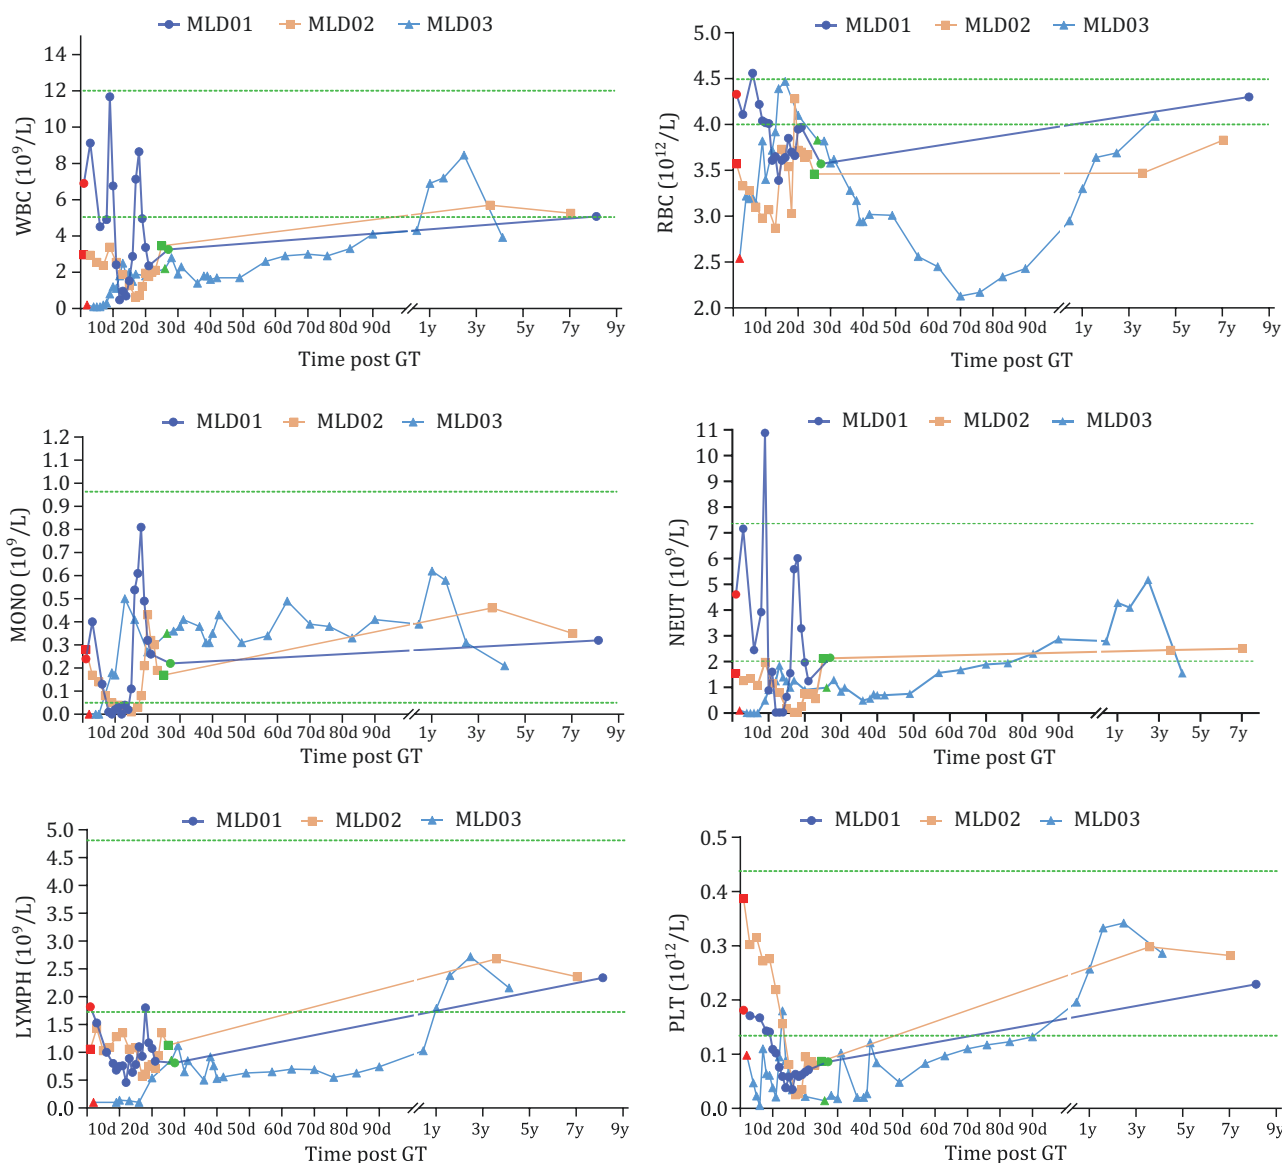 MLD01 MLD02 MLD03
WBC (10⁹/L)
14
12
10
8
6
4
2
0
10d 20d 30d 40d 50d 60d 70d 80d 90d 1y 3y 5y 7y 9y
Time post GT
MLD01 MLD02 MLD03
RBC (10¹²/L)
5.0
4.5
4.0
3.5
3.0
2.5
2.0
10d 20d 30d 40d 50d 60d 70d 80d 90d 1y 3y 5y 7y 9y
Time post GT
MLD01 MLD02 MLD03
MONO (10⁹/L)
1.2
1.1
1.0
0.9
0.8
0.7
0.6
0.5
0.4
0.3
0.2
0.1
0.0
10d 20d 30d 40d 50d 60d 70d 80d 90d 1y 3y 5y 7y 9y
Time post GT
MLD01 MLD02 MLD03
NEUT (10⁹/L)
11
10
9
8
7
6
5
4
3
2
1
0
10d 20d 30d 40d 50d 60d 70d 80d 90d 1y 3y 5y 7y
Time post GT
MLD01 MLD02 MLD03
LYMPH (10⁹/L)
5.0
4.5
4.0
3.5
3.0
2.5
2.0
1.5
1.0
0.5
0.0
10d 20d 30d 40d 50d 60d 70d 80d 90d 1y 3y 5y 7y 9y
Time post GT
MLD01 MLD02 MLD03
PLT (10¹²/L)
0.5
0.4
0.3
0.2
0.1
0.0
10d 20d 30d 40d 50d 60d 70d 80d 90d 1y 3y 5y 7y 9y
Time post GT